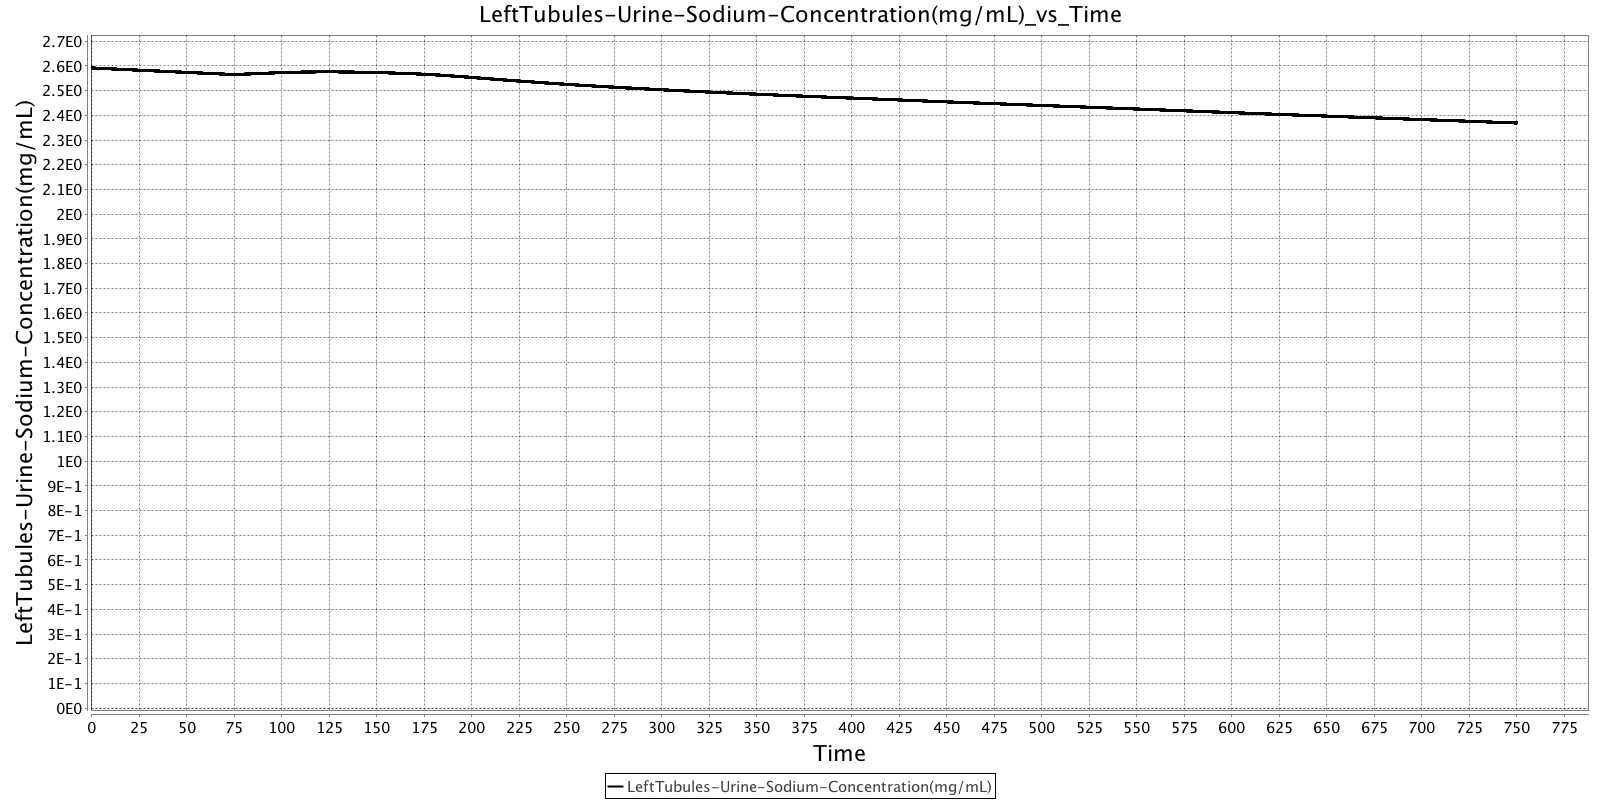 LeftTubules-Urine-Sodium-Concentration(mg/mL)_vs_Time
LeftTubules-Urine-Sodium-Concentration(mg/mL)
2.7E0
2.6E0
2.5E0
2.4E0
2.3E0
2.2E0
2.1E0
2E0
1.9E0
1.8E0
1.7E0
1.6E0
1.5E0
1.4E0
1.3E0
1.2E0
1.1E0
1E0
9E-1
8E-1
7E-1
6E-1
5E-1
4E-1
3E-1
2E-1
1E-1
0E0
0 25 50 75 100 125 150 175 200 225 250 275 300 325 350 375 400 425 450 475 500 525 550 575 600 625 650 675 700 725 750 775
Time
LeftTubules-Urine-Sodium-Concentration(mg/mL)